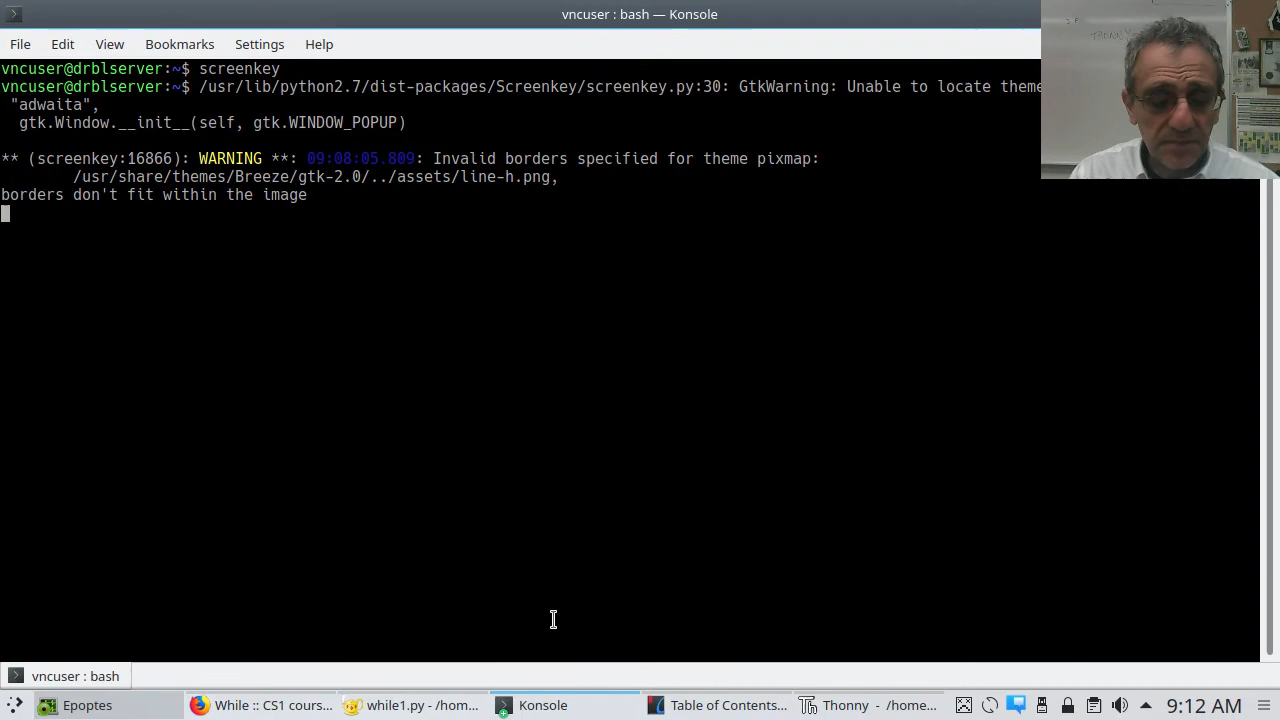 vncuser : bash — Konsole
File Edit View Bookmarks Settings Help
vncuser@drblserver:~$ screenkey
vncuser@drblserver:~$ /usr/lib/python2.7/dist-packages/Screenkey/screenkey.py:30: GtkWarning: Unable to locate theme
"adwaita",
gtk.Window.__init__(self, gtk.WINDOW_POPUP)
** (screenkey:16866): WARNING **: 09:08:05.809: Invalid borders specified for theme pixmap:
/usr/share/themes/Breeze/gtk-2.0/../assets/line-h.png,
borders don't fit within the image
vncuser : bash
Epoptes While :: CS1 cours... while1.py - /hom... Konsole Table of Contents... Thonny - /home... 9:12 AM